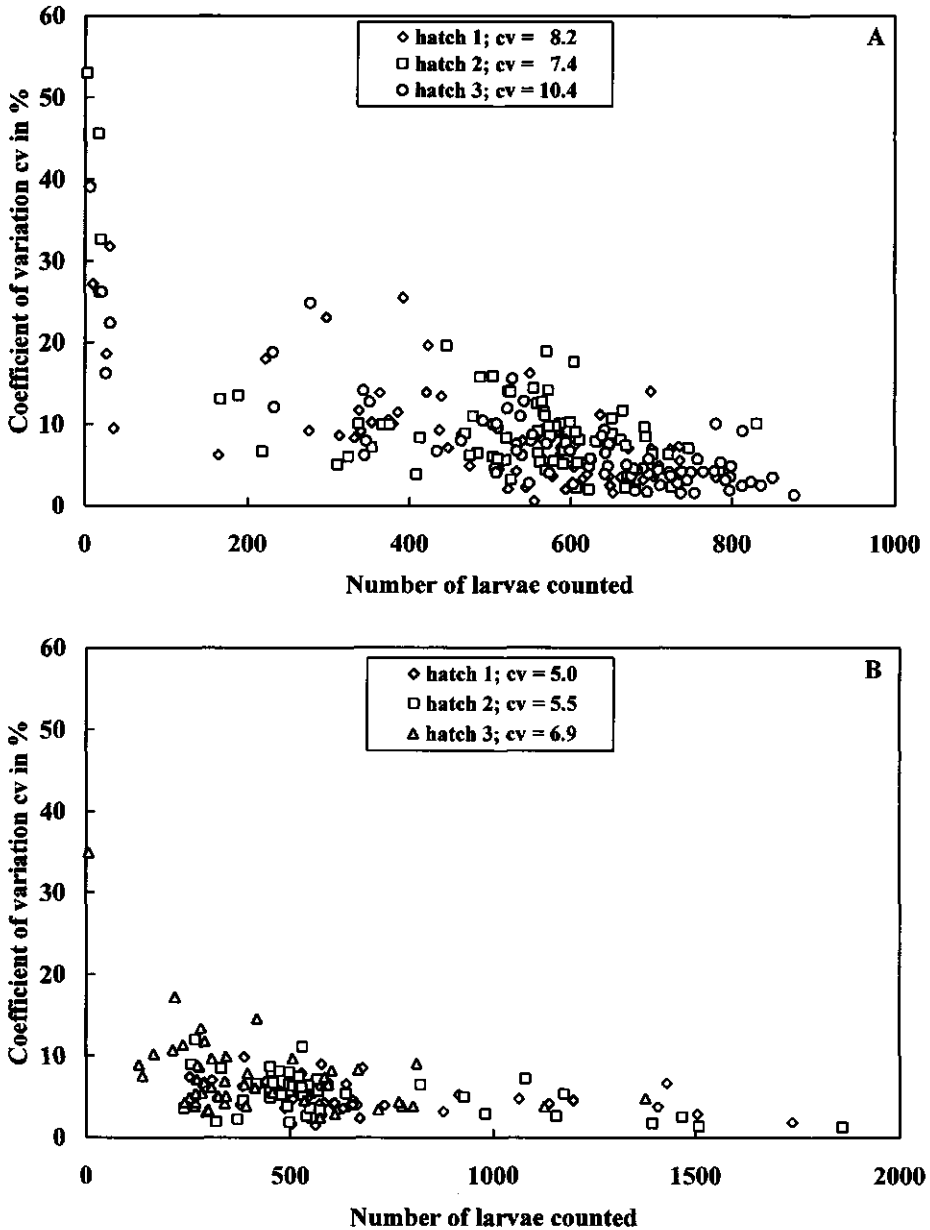 A
hatch 1; cv = 8.2
hatch 2; cv = 7.4
hatch 3; cv = 10.4
Coefficient of variation cv in %
60
50
40
30
20
10
0
0 200 400 600 800 1000
Number of larvae counted
B
hatch 1; cv = 5.0
hatch 2; cv = 5.5
hatch 3; cv = 6.9
Coefficient of variation cv in %
60
50
40
30
20
10
0
0 500 1000 1500 2000
Number of larvae counted